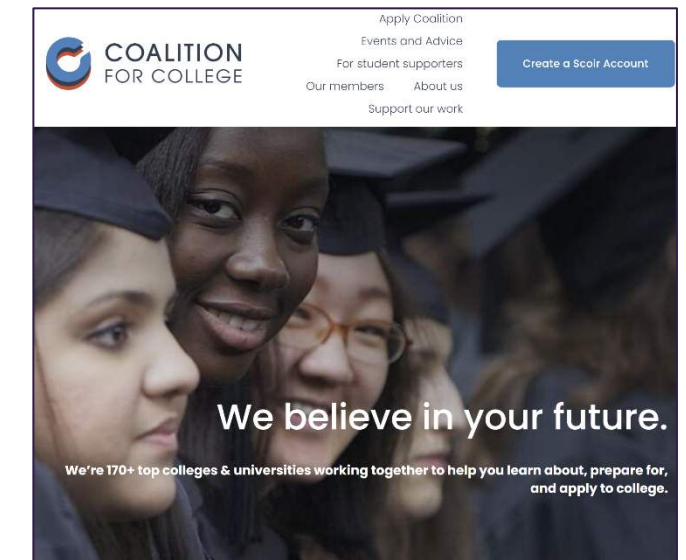 COALITION
FOR COLLEGE
Apply Coalition
Events and Advice
For student supporters
Our members About us
Support our work
Create a Scoir Account
We believe in your future.
We're 170+ top colleges & universities working together to help you learn about, prepare for,
and apply to college.